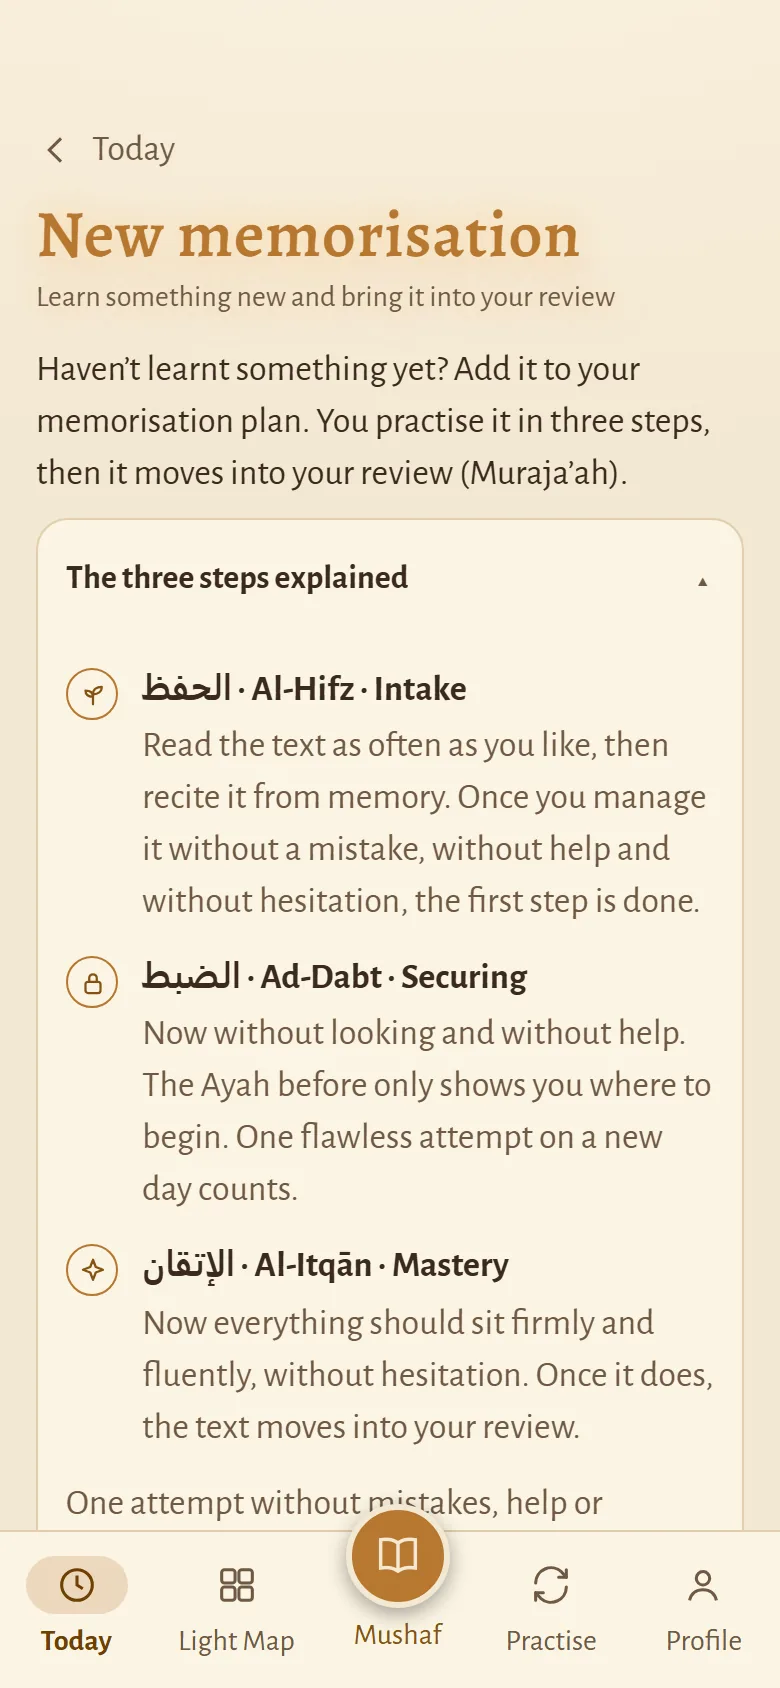 Today
New memorisation
Learn something new and bring it into your review
Haven’t learnt something yet? Add it to your
memorisation plan. You practise it in three steps,
then it moves into your review (Muraja’ah).
The three steps explained
الحفظ · Al-Hifz · Intake
Read the text as often as you like, then
recite it from memory. Once you manage
it without a mistake, without help and
without hesitation, the first step is done.
الضبط · Ad-Dabt · Securing
Now without looking and without help.
The Ayah before only shows you where to
begin. One flawless attempt on a new
day counts.
الإتقان · Al-Itqān · Mastery
Now everything should sit firmly and
fluently, without hesitation. Once it does,
the text moves into your review.
One attempt without mistakes, help or
Today
Light Map
Mushaf
Practise
Profile